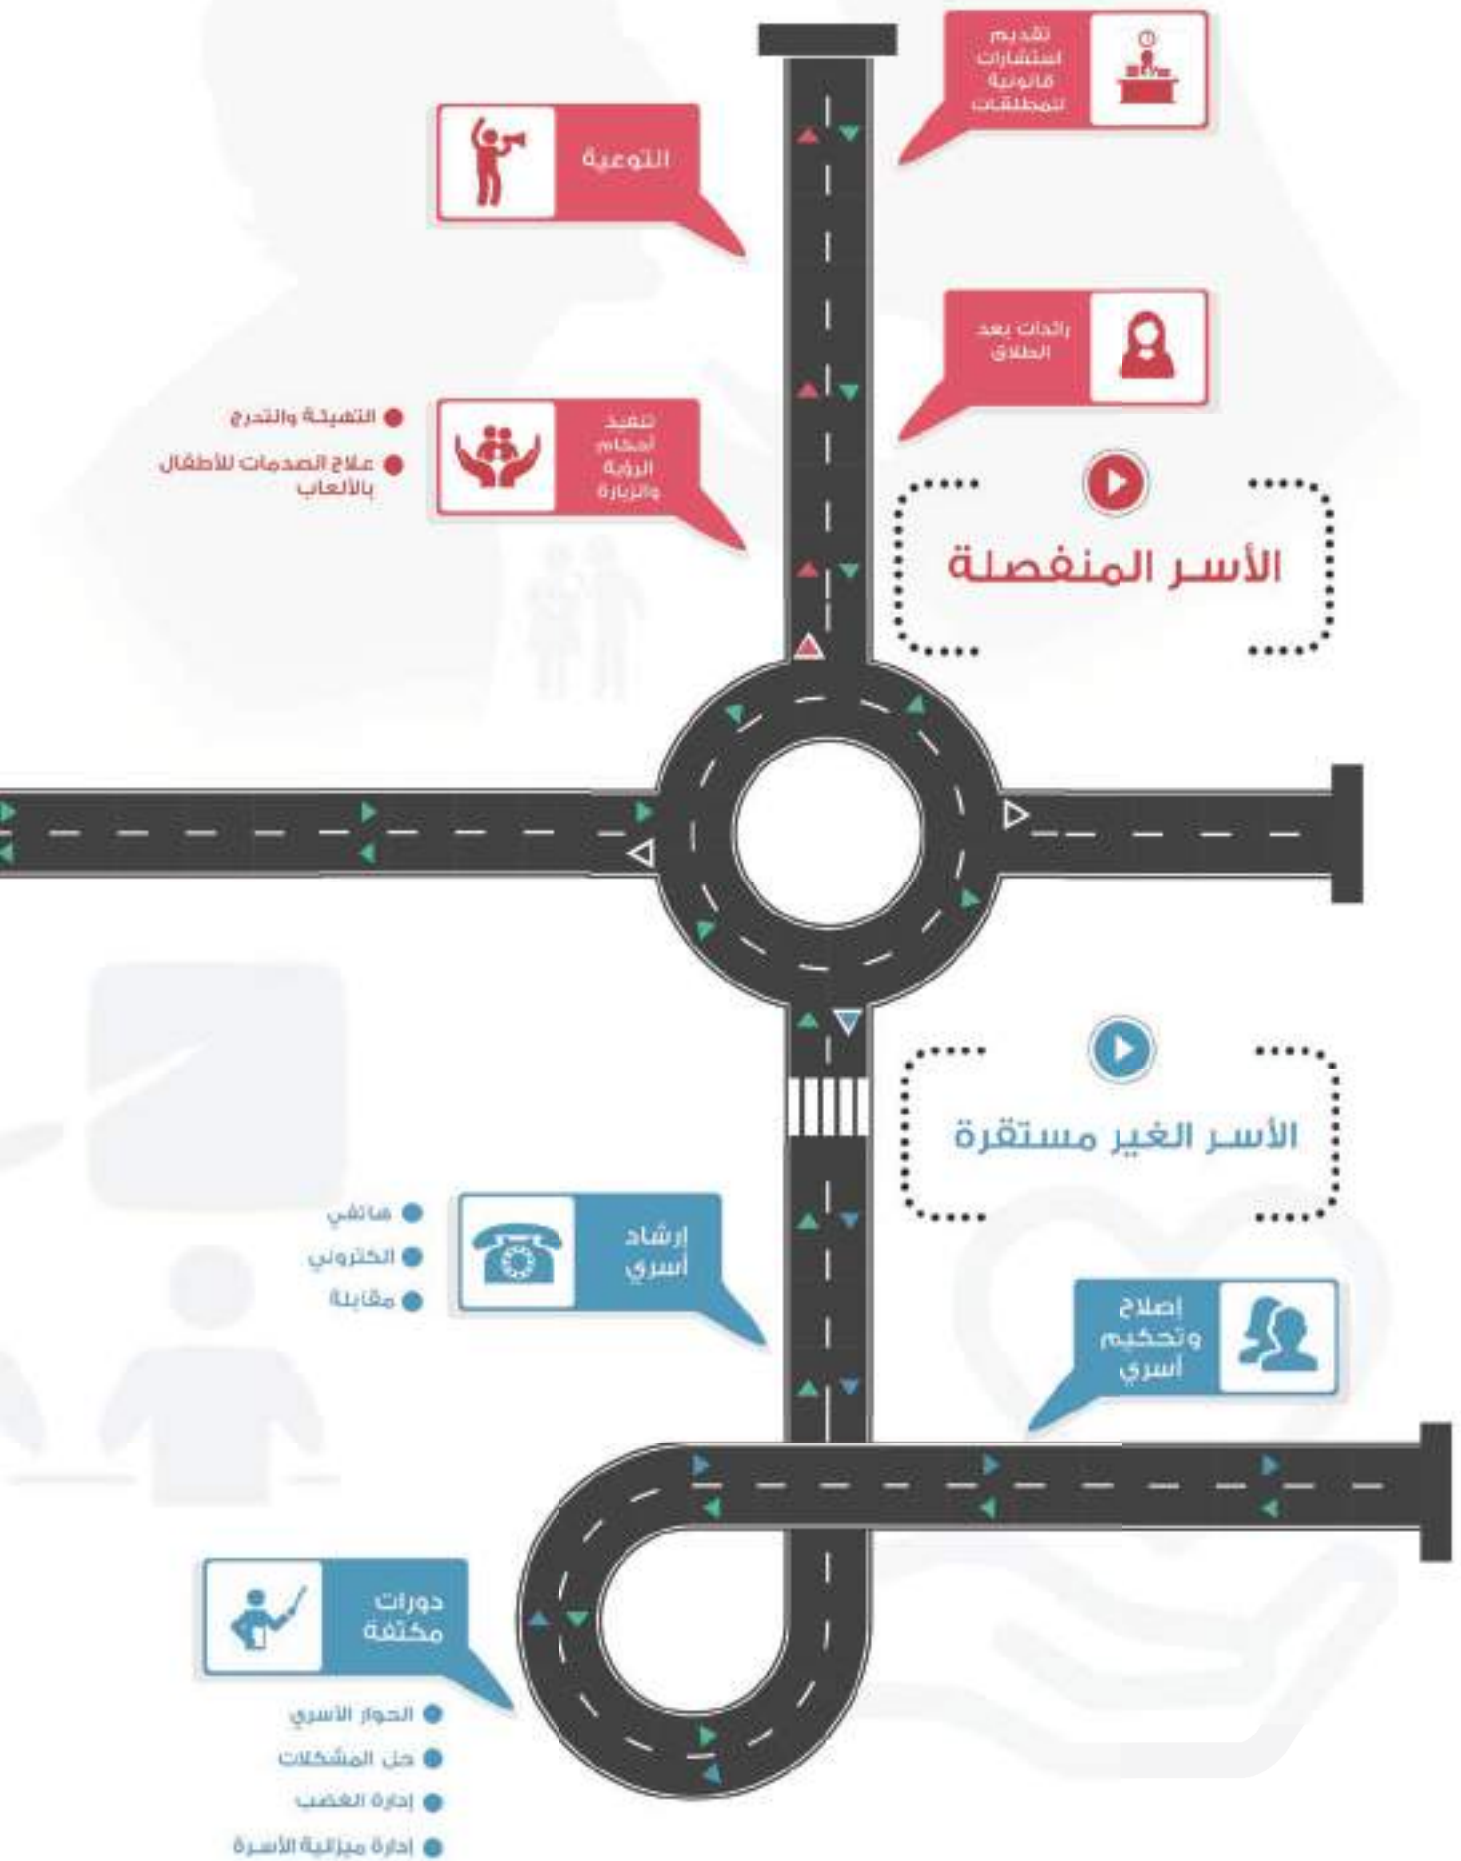 تقديم
استشارات
قانونية
للمطلقات
التوعية
رائدات بعد
الطلاق
تنفيذ
أحكام
الرؤية
والزيارة
التهيئة والتدرج
علاج الصدمات للأطفال
بالألعاب
الأسر المنفصلة
الأسر الغير مستقرة
إرشاد
أسري
هاتفي
الكتروني
مقابلة
إصلاح
وتحكيم
أسري
دورات
مكثفة
الحوار الأسري
حل المشكلات
إدارة الغضب
إدارة ميزانية الأسرة